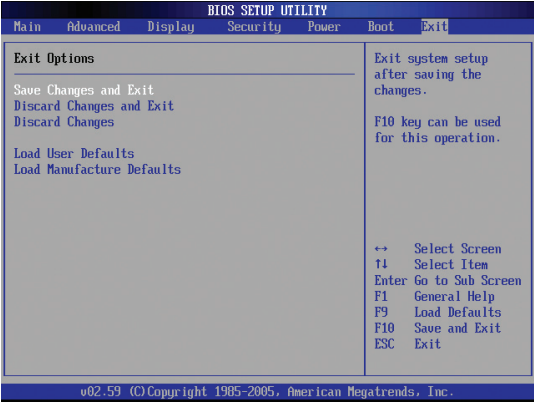 BIOS SETUP UTILITY
Main Advanced Display Security Power Boot Exit
Exit Options
Save Changes and Exit
Discard Changes and Exit
Discard Changes
Load User Defaults
Load Manufacture Defaults
Exit system setup
after saving the
changes.
F10 key can be used
for this operation.
↔ Select Screen
↑↓ Select Item
Enter Go to Sub Screen
F1 General Help
F9 Load Defaults
F10 Save and Exit
ESC Exit
v02.59 (C)Copyright 1985-2005, American Megatrends, Inc.